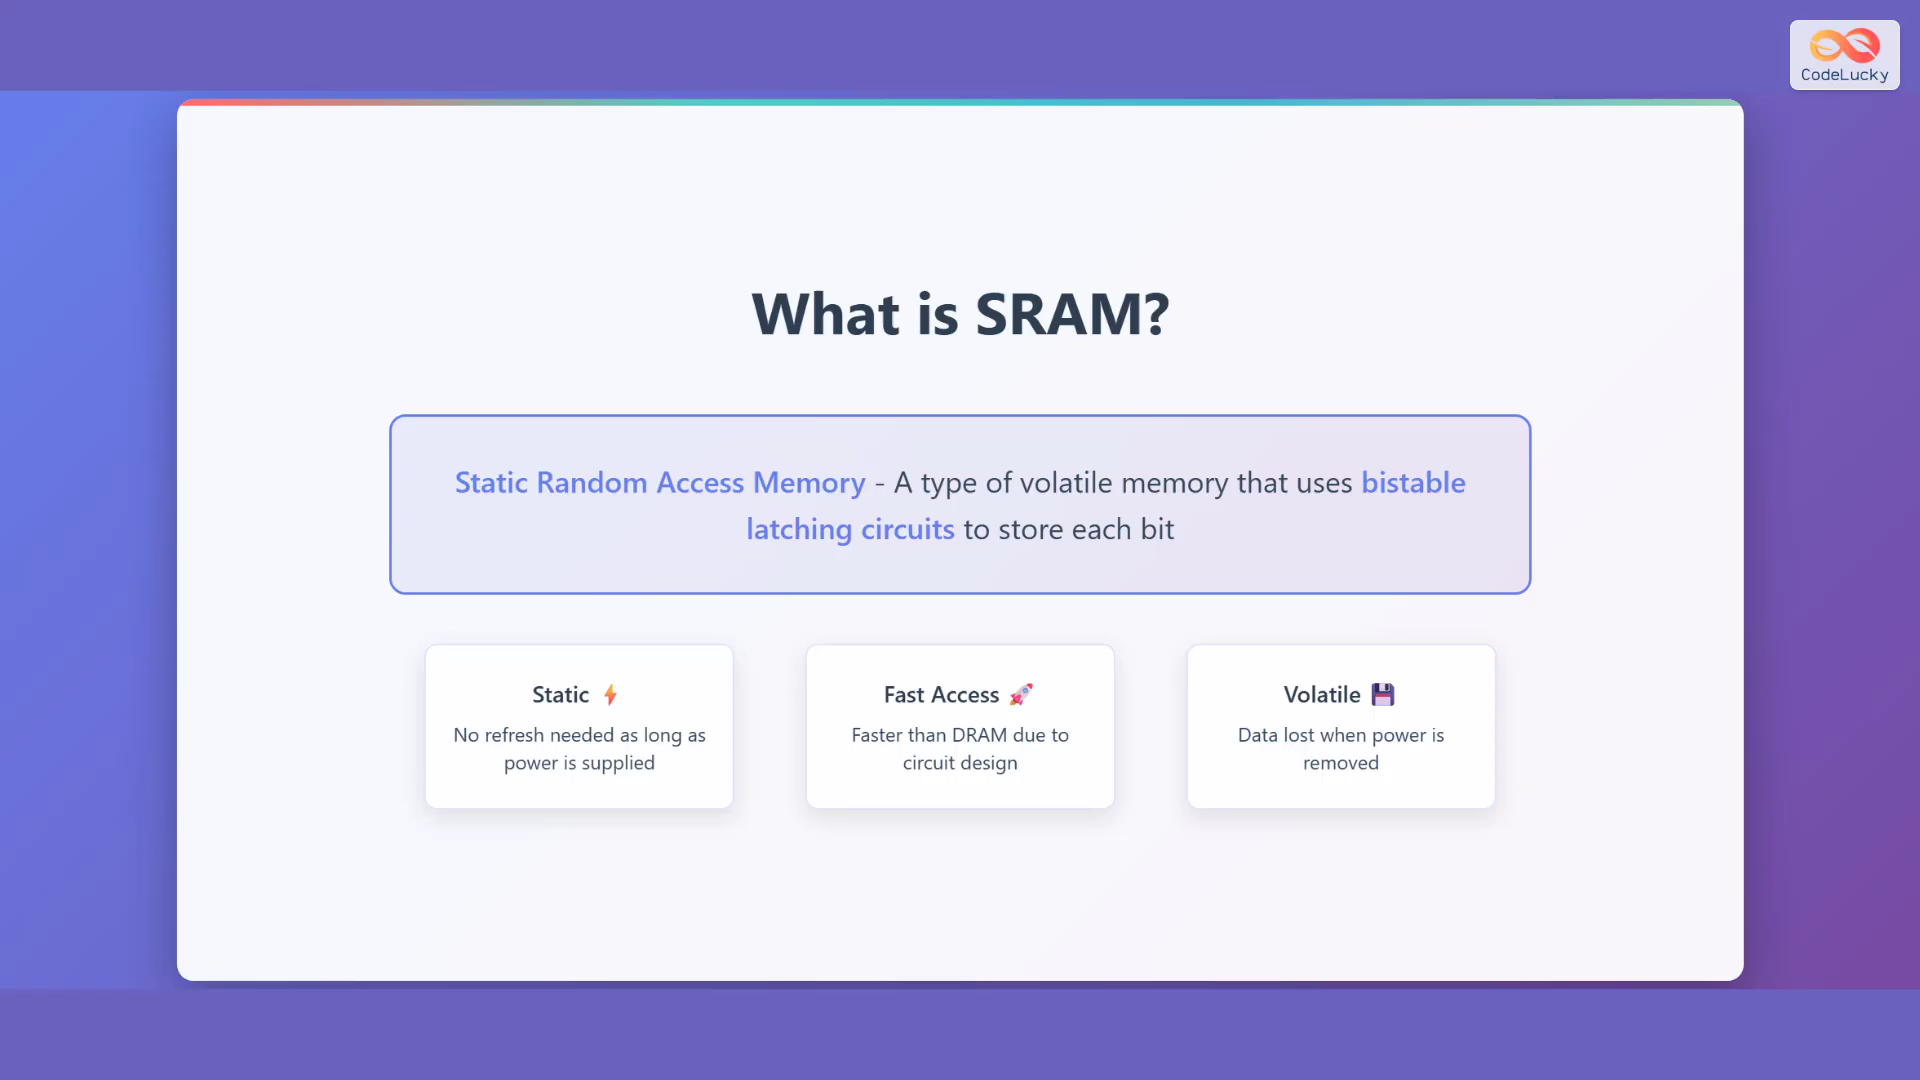 CodeLucky
What is SRAM?
Static Random Access Memory - A type of volatile memory that uses bistable
latching circuits to store each bit
Static ⚡
No refresh needed as long as
power is supplied
Fast Access 🚀
Faster than DRAM due to
circuit design
Volatile 💾
Data lost when power is
removed